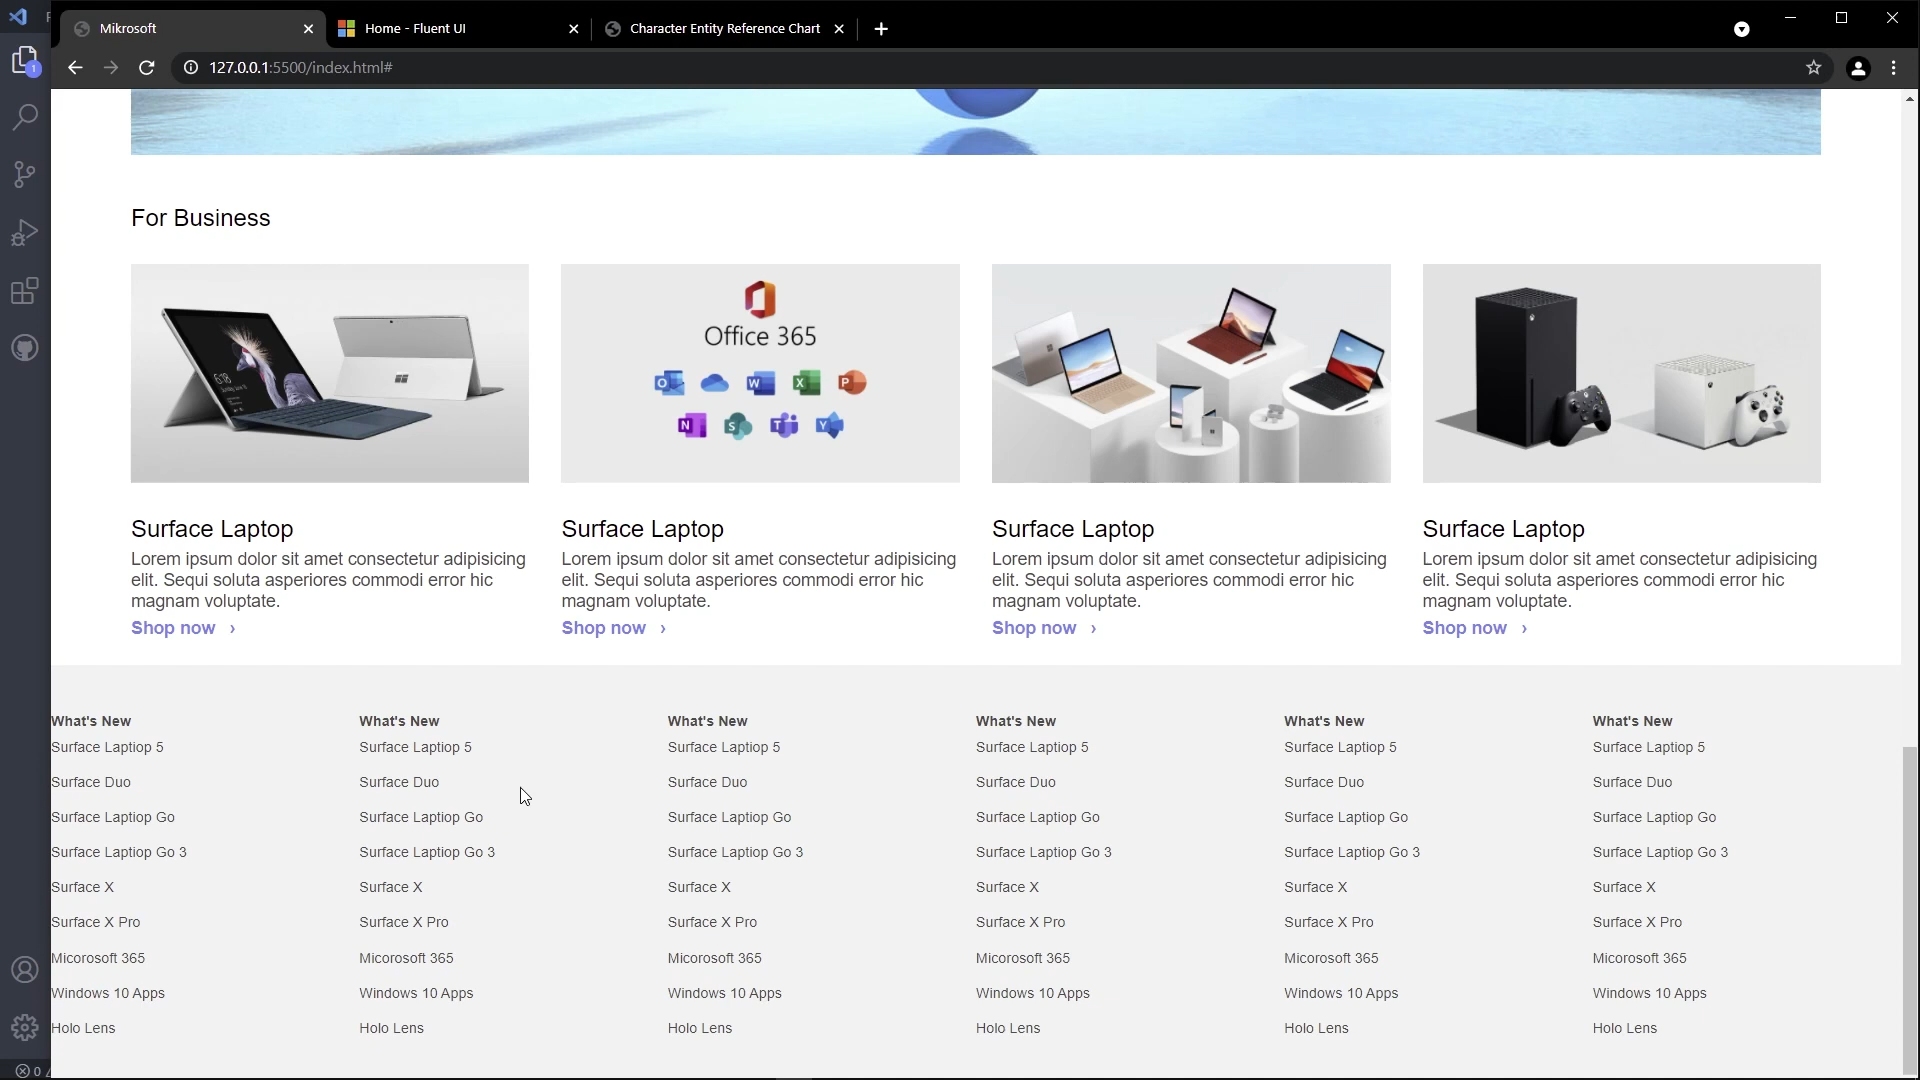 Mikrosoft
Home - Fluent UI
Character Entity Reference Chart
127.0.0.1:5500/index.html#
1
For Business
6:18
Office 365
O W X P
N S T Y
Surface Laptop Surface Laptop Surface Laptop Surface Laptop
Lorem ipsum dolor sit amet consectetur adipisicing Lorem ipsum dolor sit amet consectetur adipisicing Lorem ipsum dolor sit amet consectetur adipisicing Lorem ipsum dolor sit amet consectetur adipisicing
elit. Sequi soluta asperiores commodi error hic elit. Sequi soluta asperiores commodi error hic elit. Sequi soluta asperiores commodi error hic elit. Sequi soluta asperiores commodi error hic
magnam voluptate. magnam voluptate. magnam voluptate. magnam voluptate.
Shop now › Shop now › Shop now › Shop now ›
What's New What's New What's New What's New What's New What's New
Surface Laptiop 5 Surface Laptiop 5 Surface Laptiop 5 Surface Laptiop 5 Surface Laptiop 5 Surface Laptiop 5
Surface Duo Surface Duo Surface Duo Surface Duo Surface Duo Surface Duo
Surface Laptiop Go Surface Laptiop Go Surface Laptiop Go Surface Laptiop Go Surface Laptiop Go Surface Laptiop Go
Surface Laptiop Go 3 Surface Laptiop Go 3 Surface Laptiop Go 3 Surface Laptiop Go 3 Surface Laptiop Go 3 Surface Laptiop Go 3
Surface X Surface X Surface X Surface X Surface X Surface X
Surface X Pro Surface X Pro Surface X Pro Surface X Pro Surface X Pro Surface X Pro
Micorosoft 365 Micorosoft 365 Micorosoft 365 Micorosoft 365 Micorosoft 365 Micorosoft 365
Windows 10 Apps Windows 10 Apps Windows 10 Apps Windows 10 Apps Windows 10 Apps Windows 10 Apps
Holo Lens Holo Lens Holo Lens Holo Lens Holo Lens Holo Lens
0